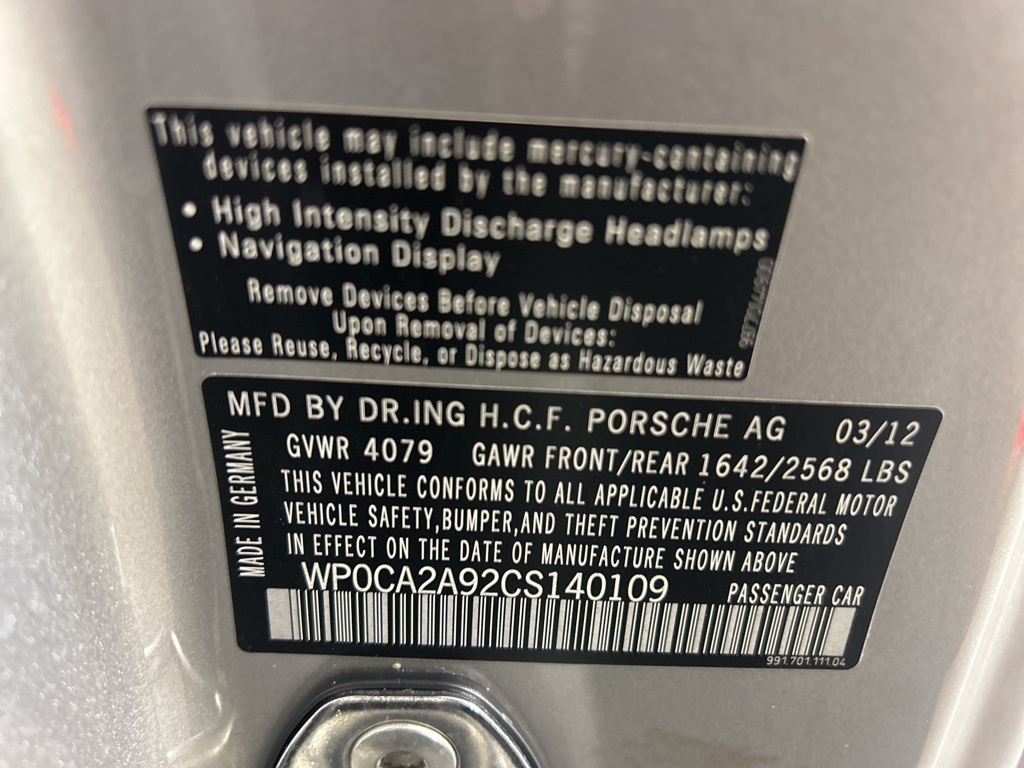 This vehicle may include mercury-containing
devices installed by the manufacturer:
• High Intensity Discharge Headlamps
• Navigation Display
Remove Devices Before Vehicle Disposal
Upon Removal of Devices:
Please Reuse, Recycle, or Dispose as Hazardous Waste
MFD BY DR.ING H.C.F. PORSCHE AG 03/12
GVWR 4079 GAWR FRONT/REAR 1642/2568 LBS
THIS VEHICLE CONFORMS TO ALL APPLICABLE U.S.FEDERAL MOTOR
VEHICLE SAFETY,BUMPER,AND THEFT PREVENTION STANDARDS
IN EFFECT ON THE DATE OF MANUFACTURE SHOWN ABOVE
WP0CA2A92CS140109 PASSENGER CAR
MADE IN GERMANY
991.701.111.04